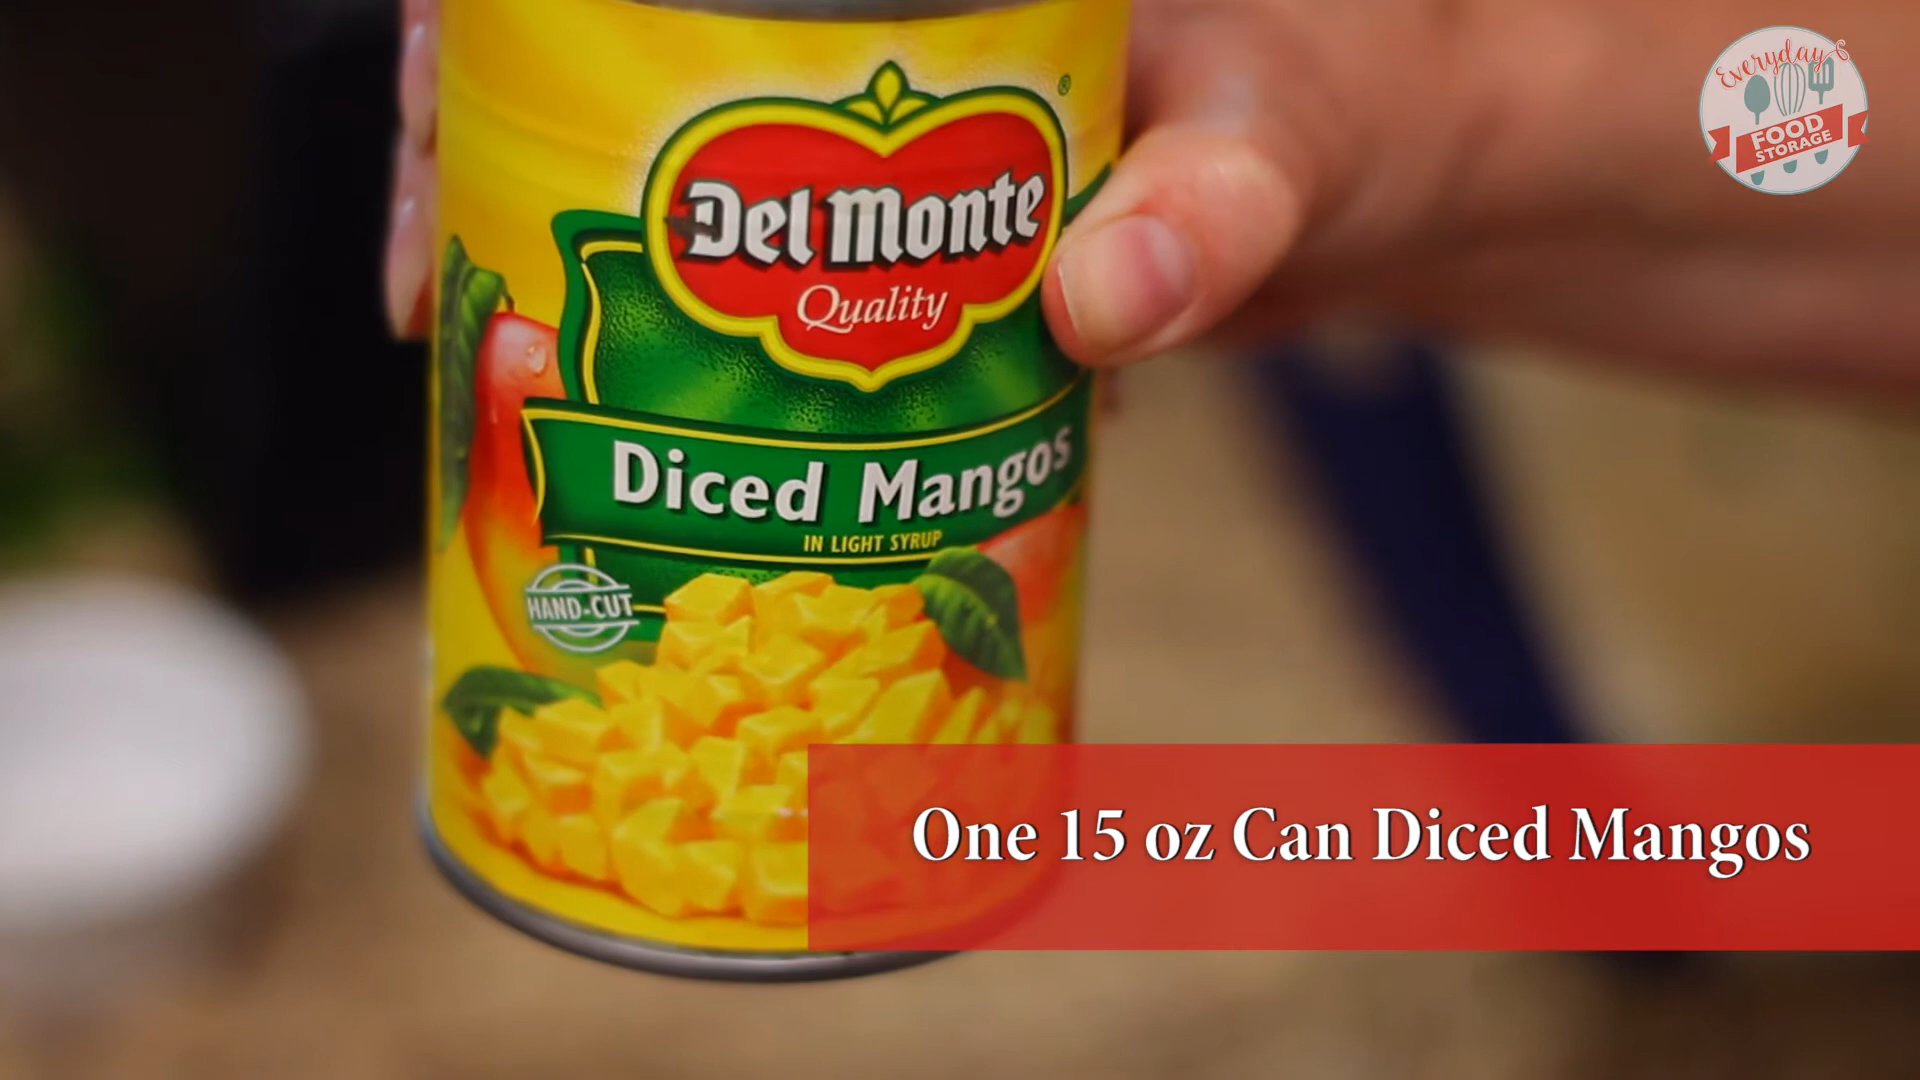 Everyday
FOOD
STORAGE
Del Monte
®
Quality
Diced Mangos
IN LIGHT SYRUP
HAND-CUT
One 15 oz Can Diced Mangos